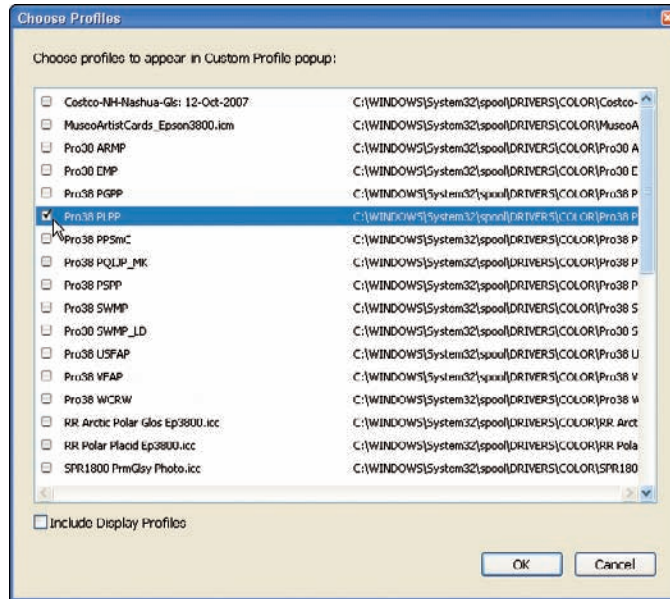 Choose Profiles
Choose profiles to appear in Custom Profile popup:
Costco-NH-Nashua-Gls: 12-Oct-2007 C:\WINDOWS\System32\spool\DRIVERS\COLOR\Costco-
MuseoArtistCards_Epson3800.icm C:\WINDOWS\System32\spool\DRIVERS\COLOR\MuseoA
Pro38 ARMP C:\WINDOWS\System32\spool\DRIVERS\COLOR\Pro38 A
Pro38 EMP C:\WINDOWS\System32\spool\DRIVERS\COLOR\Pro38 E
Pro38 PGPP C:\WINDOWS\System32\spool\DRIVERS\COLOR\Pro38 P
Pro38 PLPP C:\WINDOWS\System32\spool\DRIVERS\COLOR\Pro38 P
Pro38 PPSmC C:\WINDOWS\System32\spool\DRIVERS\COLOR\Pro38 P
Pro38 PQIJP_MK C:\WINDOWS\System32\spool\DRIVERS\COLOR\Pro38 P
Pro38 PSPP C:\WINDOWS\System32\spool\DRIVERS\COLOR\Pro38 P
Pro38 SWMP C:\WINDOWS\System32\spool\DRIVERS\COLOR\Pro38 S
Pro38 SWMP_LD C:\WINDOWS\System32\spool\DRIVERS\COLOR\Pro38 S
Pro38 USFAP C:\WINDOWS\System32\spool\DRIVERS\COLOR\Pro38 U
Pro38 VFAP C:\WINDOWS\System32\spool\DRIVERS\COLOR\Pro38 V
Pro38 WCRW C:\WINDOWS\System32\spool\DRIVERS\COLOR\Pro38 W
RR Arctic Polar Glos Ep3800.icc C:\WINDOWS\System32\spool\DRIVERS\COLOR\RR Arct
RR Polar Placid Ep3800.icc C:\WINDOWS\System32\spool\DRIVERS\COLOR\RR Pola
SPR1800 PrmGlsy Photo.icc C:\WINDOWS\System32\spool\DRIVERS\COLOR\SPR180
Include Display Profiles
OK Cancel